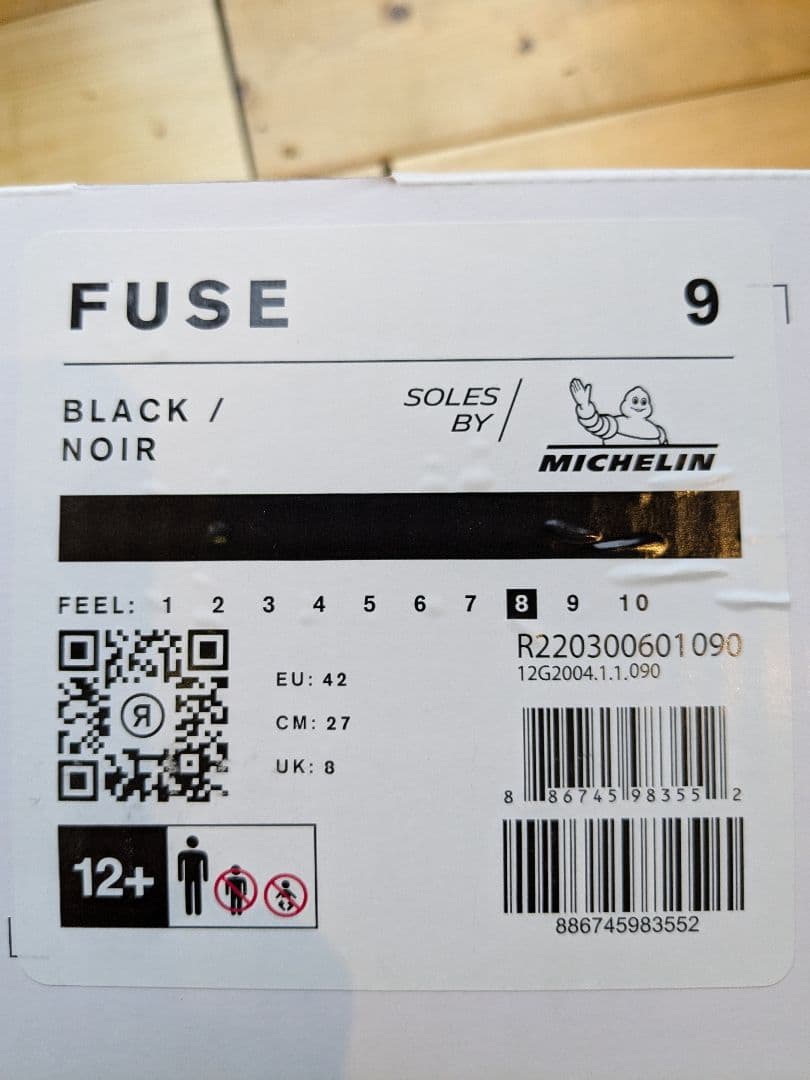 FUSE 9
BLACK /
NOIR
SOLES
BY
MICHELIN
FEEL: 1 2 3 4 5 6 7 8 9 10
R220300601090
12G2004.1.1.090
EU: 42
CM: 27
UK: 8
8 86745 98355 2
12+
886745983552